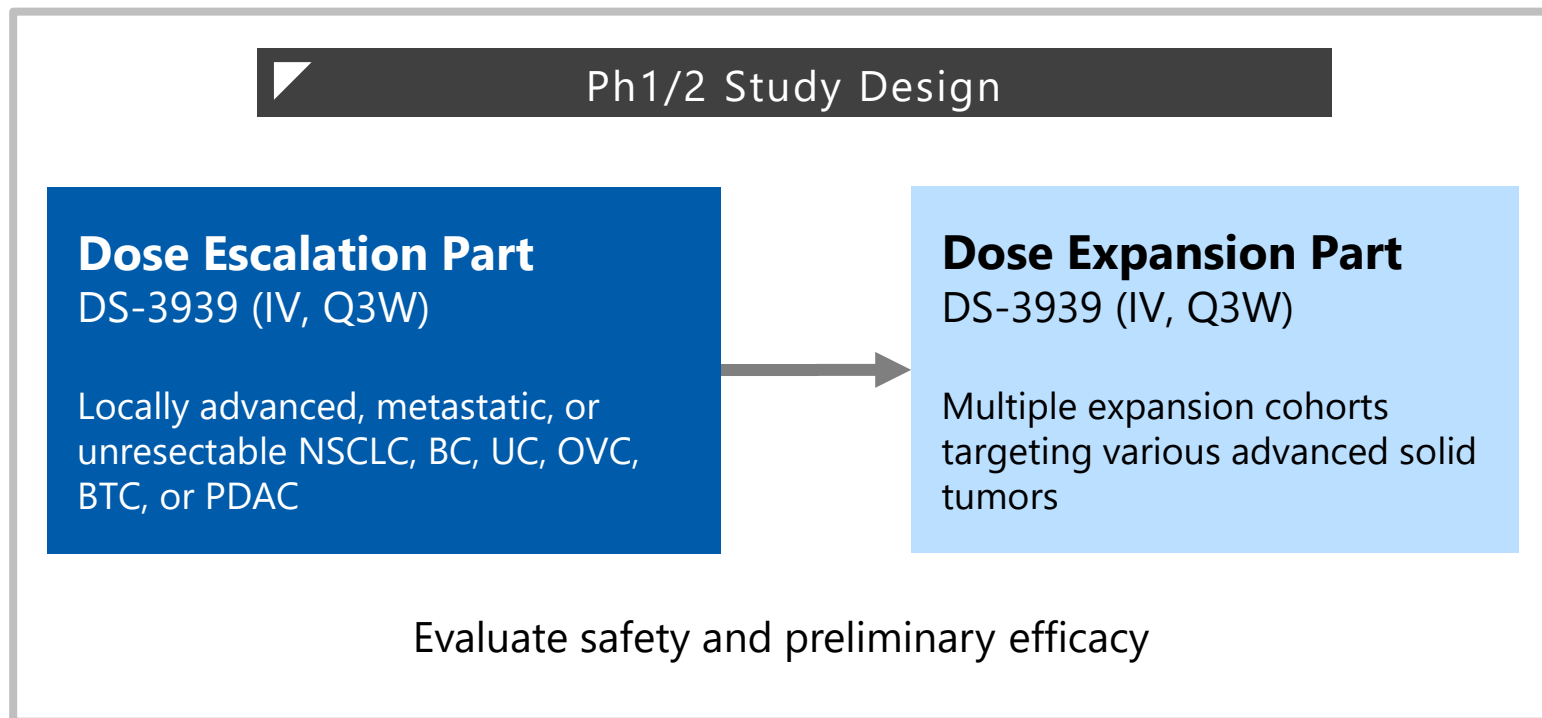 Ph1/2 Study Design
Dose Escalation Part
DS-3939 (IV, Q3W)
Locally advanced, metastatic, or
unresectable NSCLC, BC, UC, OVC,
BTC, or PDAC
Dose Expansion Part
DS-3939 (IV, Q3W)
Multiple expansion cohorts
targeting various advanced solid
tumors
Evaluate safety and preliminary efficacy